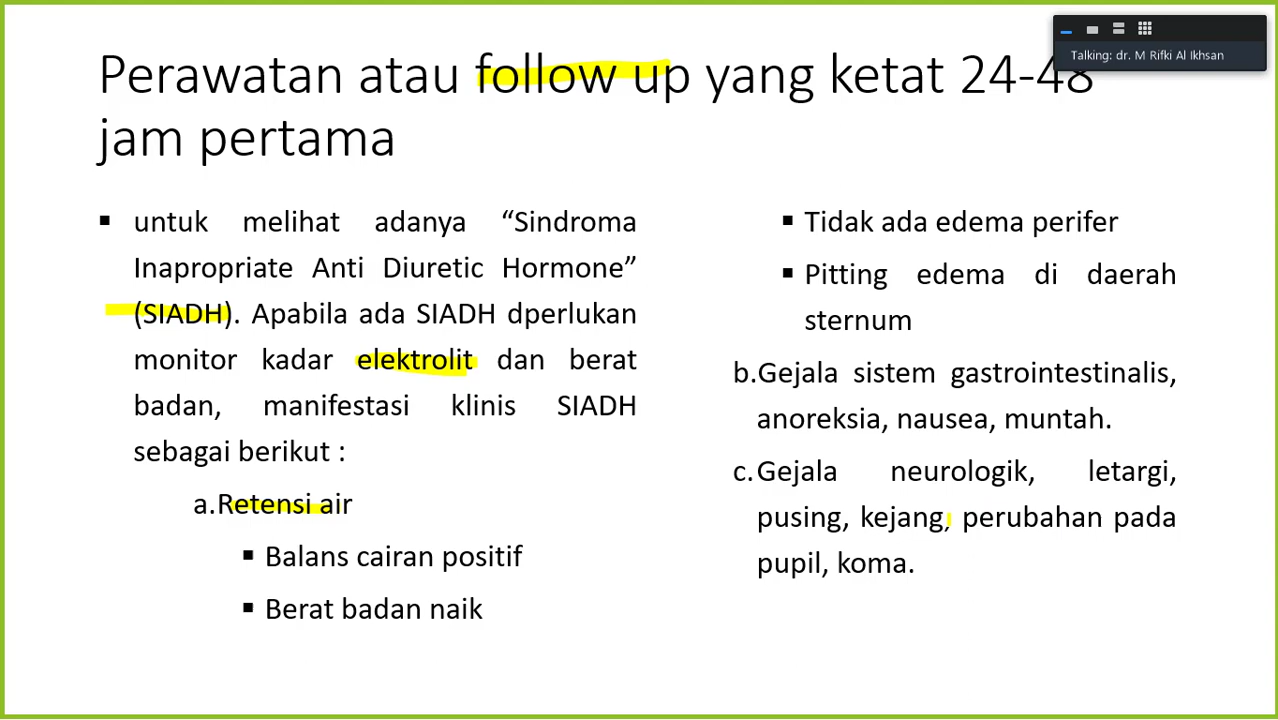 Talking: dr. M Rifki Al Ikhsan
Perawatan atau follow up yang ketat 24-48
jam pertama
▪ untuk melihat adanya “Sindroma
Inapropriate Anti Diuretic Hormone”
(SIADH). Apabila ada SIADH dperlukan
monitor kadar elektrolit dan berat
badan, manifestasi klinis SIADH
sebagai berikut :
a.Retensi air
▪ Balans cairan positif
▪ Berat badan naik
▪ Tidak ada edema perifer
▪ Pitting edema di daerah
sternum
b.Gejala sistem gastrointestinalis,
anoreksia, nausea, muntah.
c.Gejala neurologik, letargi,
pusing, kejang, perubahan pada
pupil, koma.